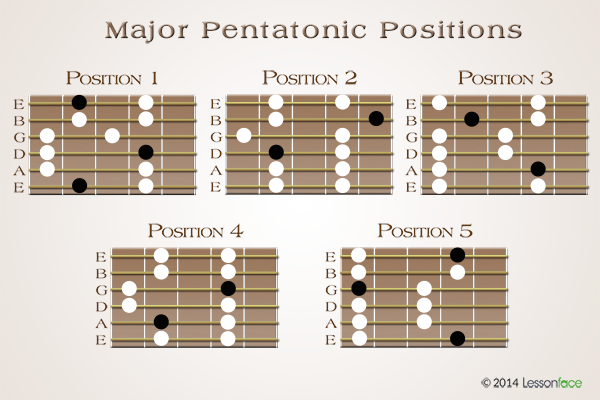 Major Pentatonic Positions
Position 1
E
B
G
D
A
E
Position 2
E
B
G
D
A
E
Position 3
E
B
G
D
A
E
Position 4
E
B
G
D
A
E
Position 5
E
B
G
D
A
E
© 2014 Lessonface